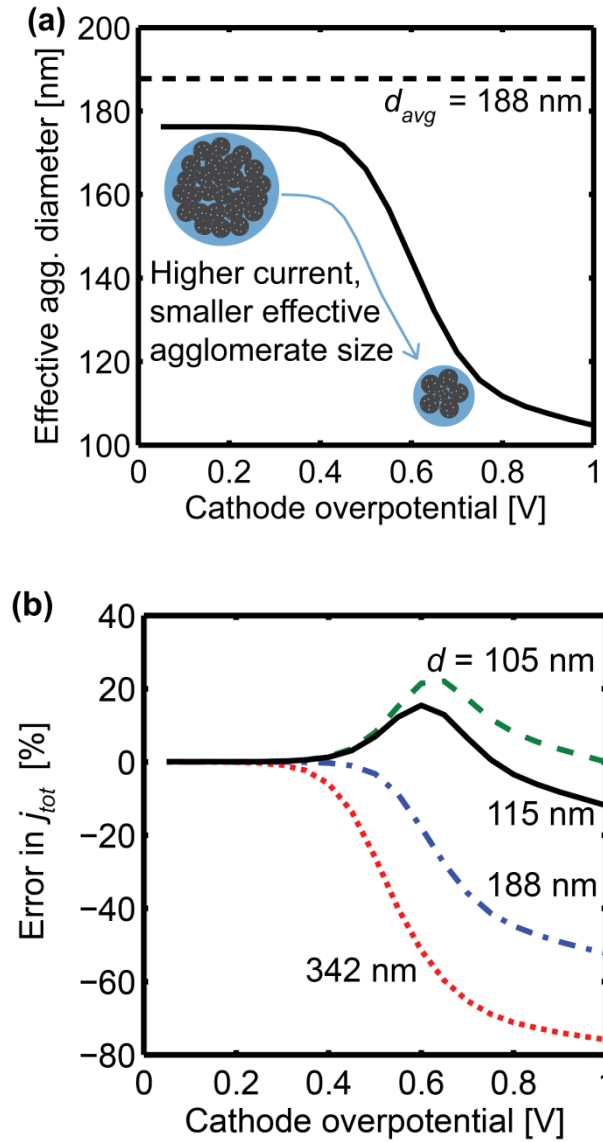 (a)
200
180
160
140
120
100
Effective agg. diameter [nm]
d_avg = 188 nm
Higher current,
smaller effective
agglomerate size
0 0.2 0.4 0.6 0.8 1
Cathode overpotential [V]
(b)
40
20
0
−20
−40
−60
−80
Error in j_tot [%]
d = 105 nm
115 nm
188 nm
342 nm
0 0.2 0.4 0.6 0.8 1
Cathode overpotential [V]